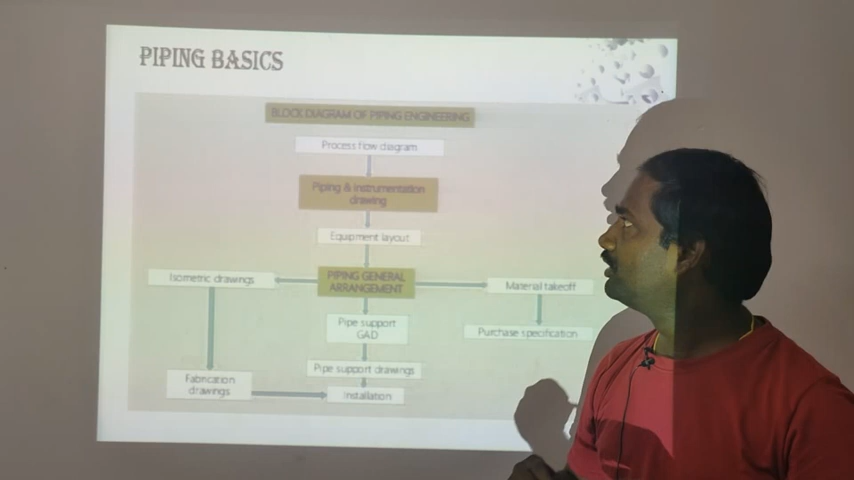 PIPING BASICS
BLOCK DIAGRAM OF PIPING ENGINEERING
Process flow diagram
Piping & instrumentation
drawing
Equipment layout
Isometric drawings
PIPING GENERAL
ARRANGEMENT
Material takeoff
Pipe support
GAD
Purchase specification
Pipe support drawings
Fabrication
drawings
Installation